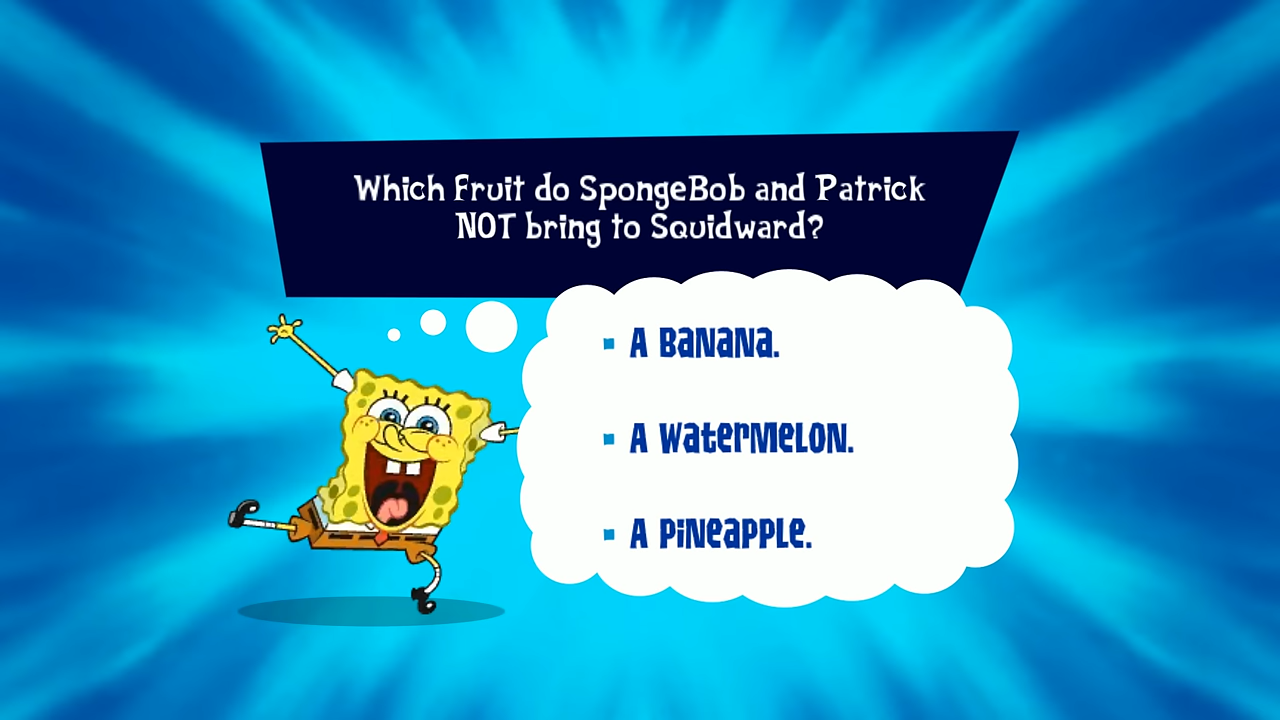 Which Fruit do SpongeBob and Patrick
NOT bring to Squidward?
▪ A Banana.
▪ A Watermelon.
▪ A Pineapple.